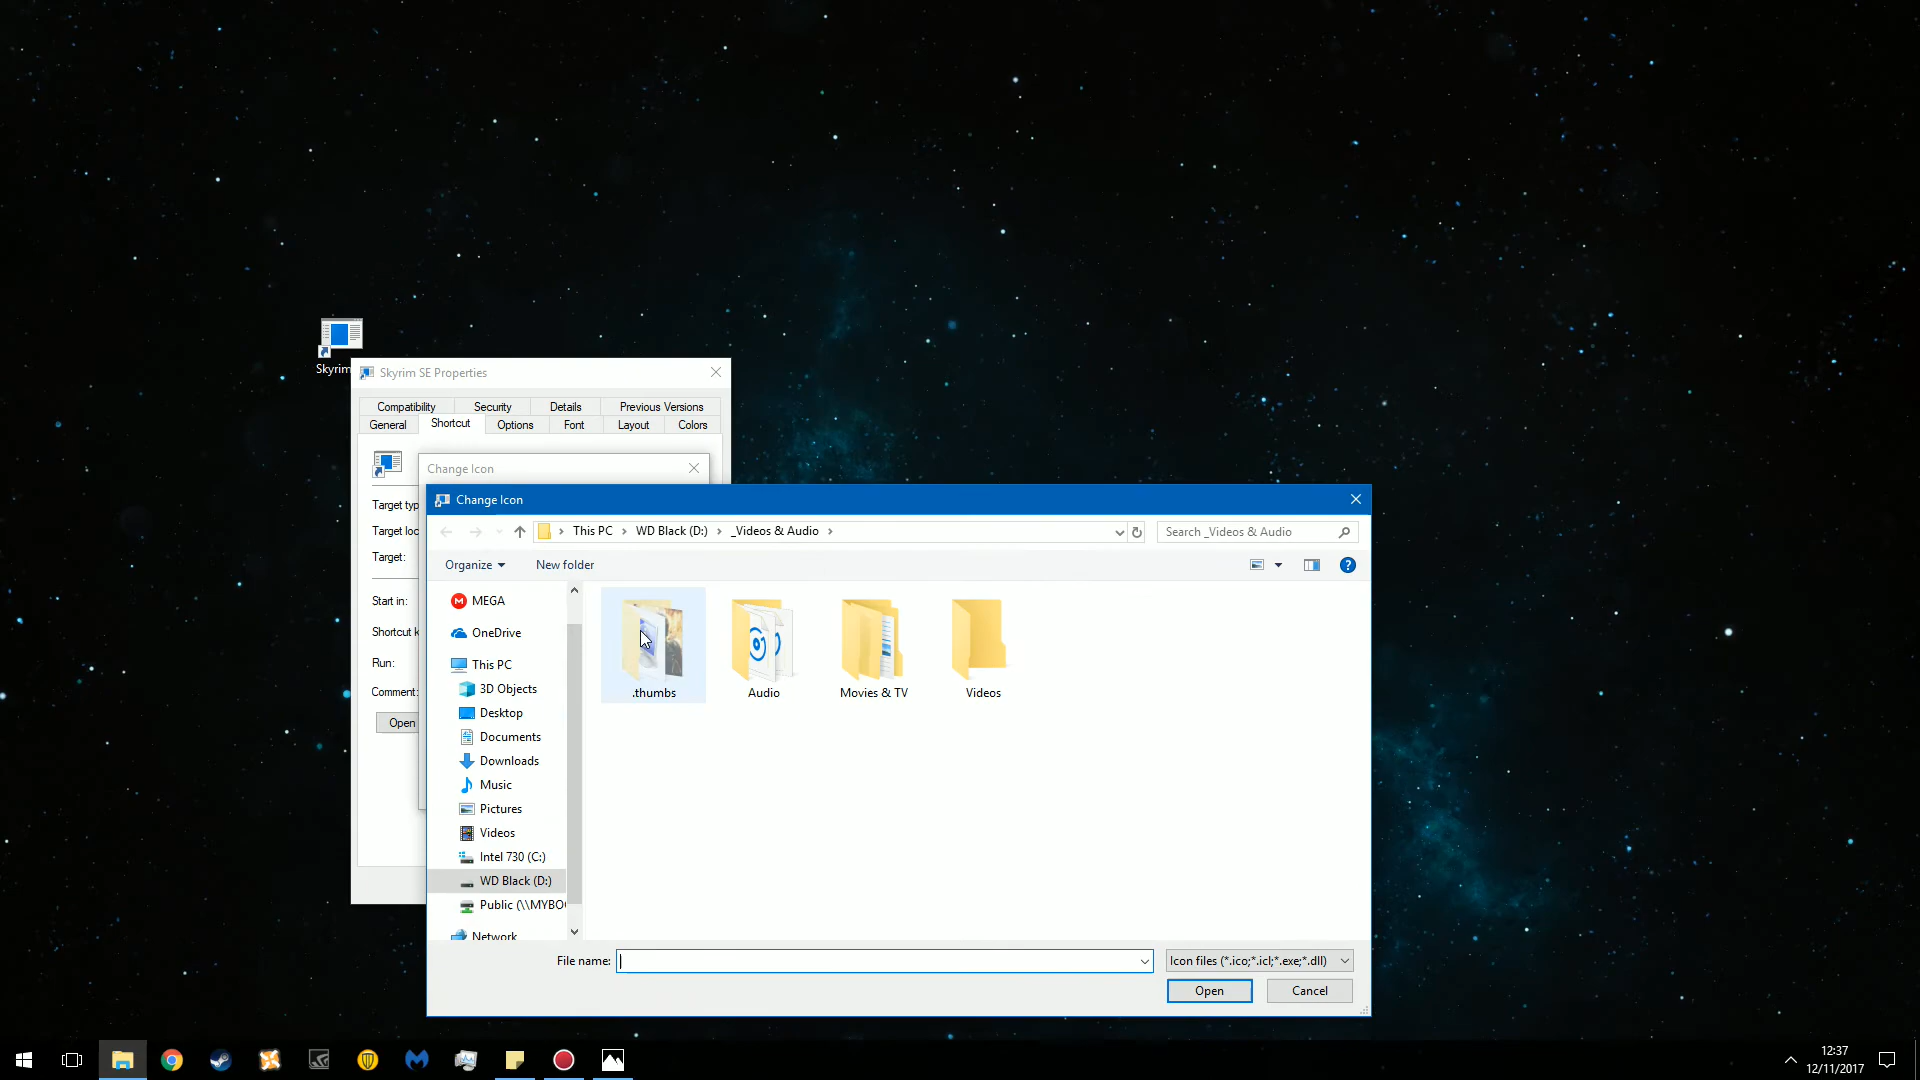 Skyrim
Skyrim SE Properties
Compatibility Security Details Previous Versions
General Shortcut Options Font Layout Colors
Change Icon
Target typ
Target loc
Target:
Start in:
Shortcut k
Run:
Comment:
Open
Change Icon
This PC WD Black (D:) _Videos & Audio
Search _Videos & Audio
Organize New folder
MEGA
OneDrive
This PC
3D Objects
Desktop
Documents
Downloads
Music
Pictures
Videos
Intel 730 (C:)
WD Black (D:)
Public (\\MYBO
Network
.thumbs Audio Movies & TV Videos
File name:
Icon files (*.ico;*.icl;*.exe;*.dll)
Open Cancel
12:37
12/11/2017